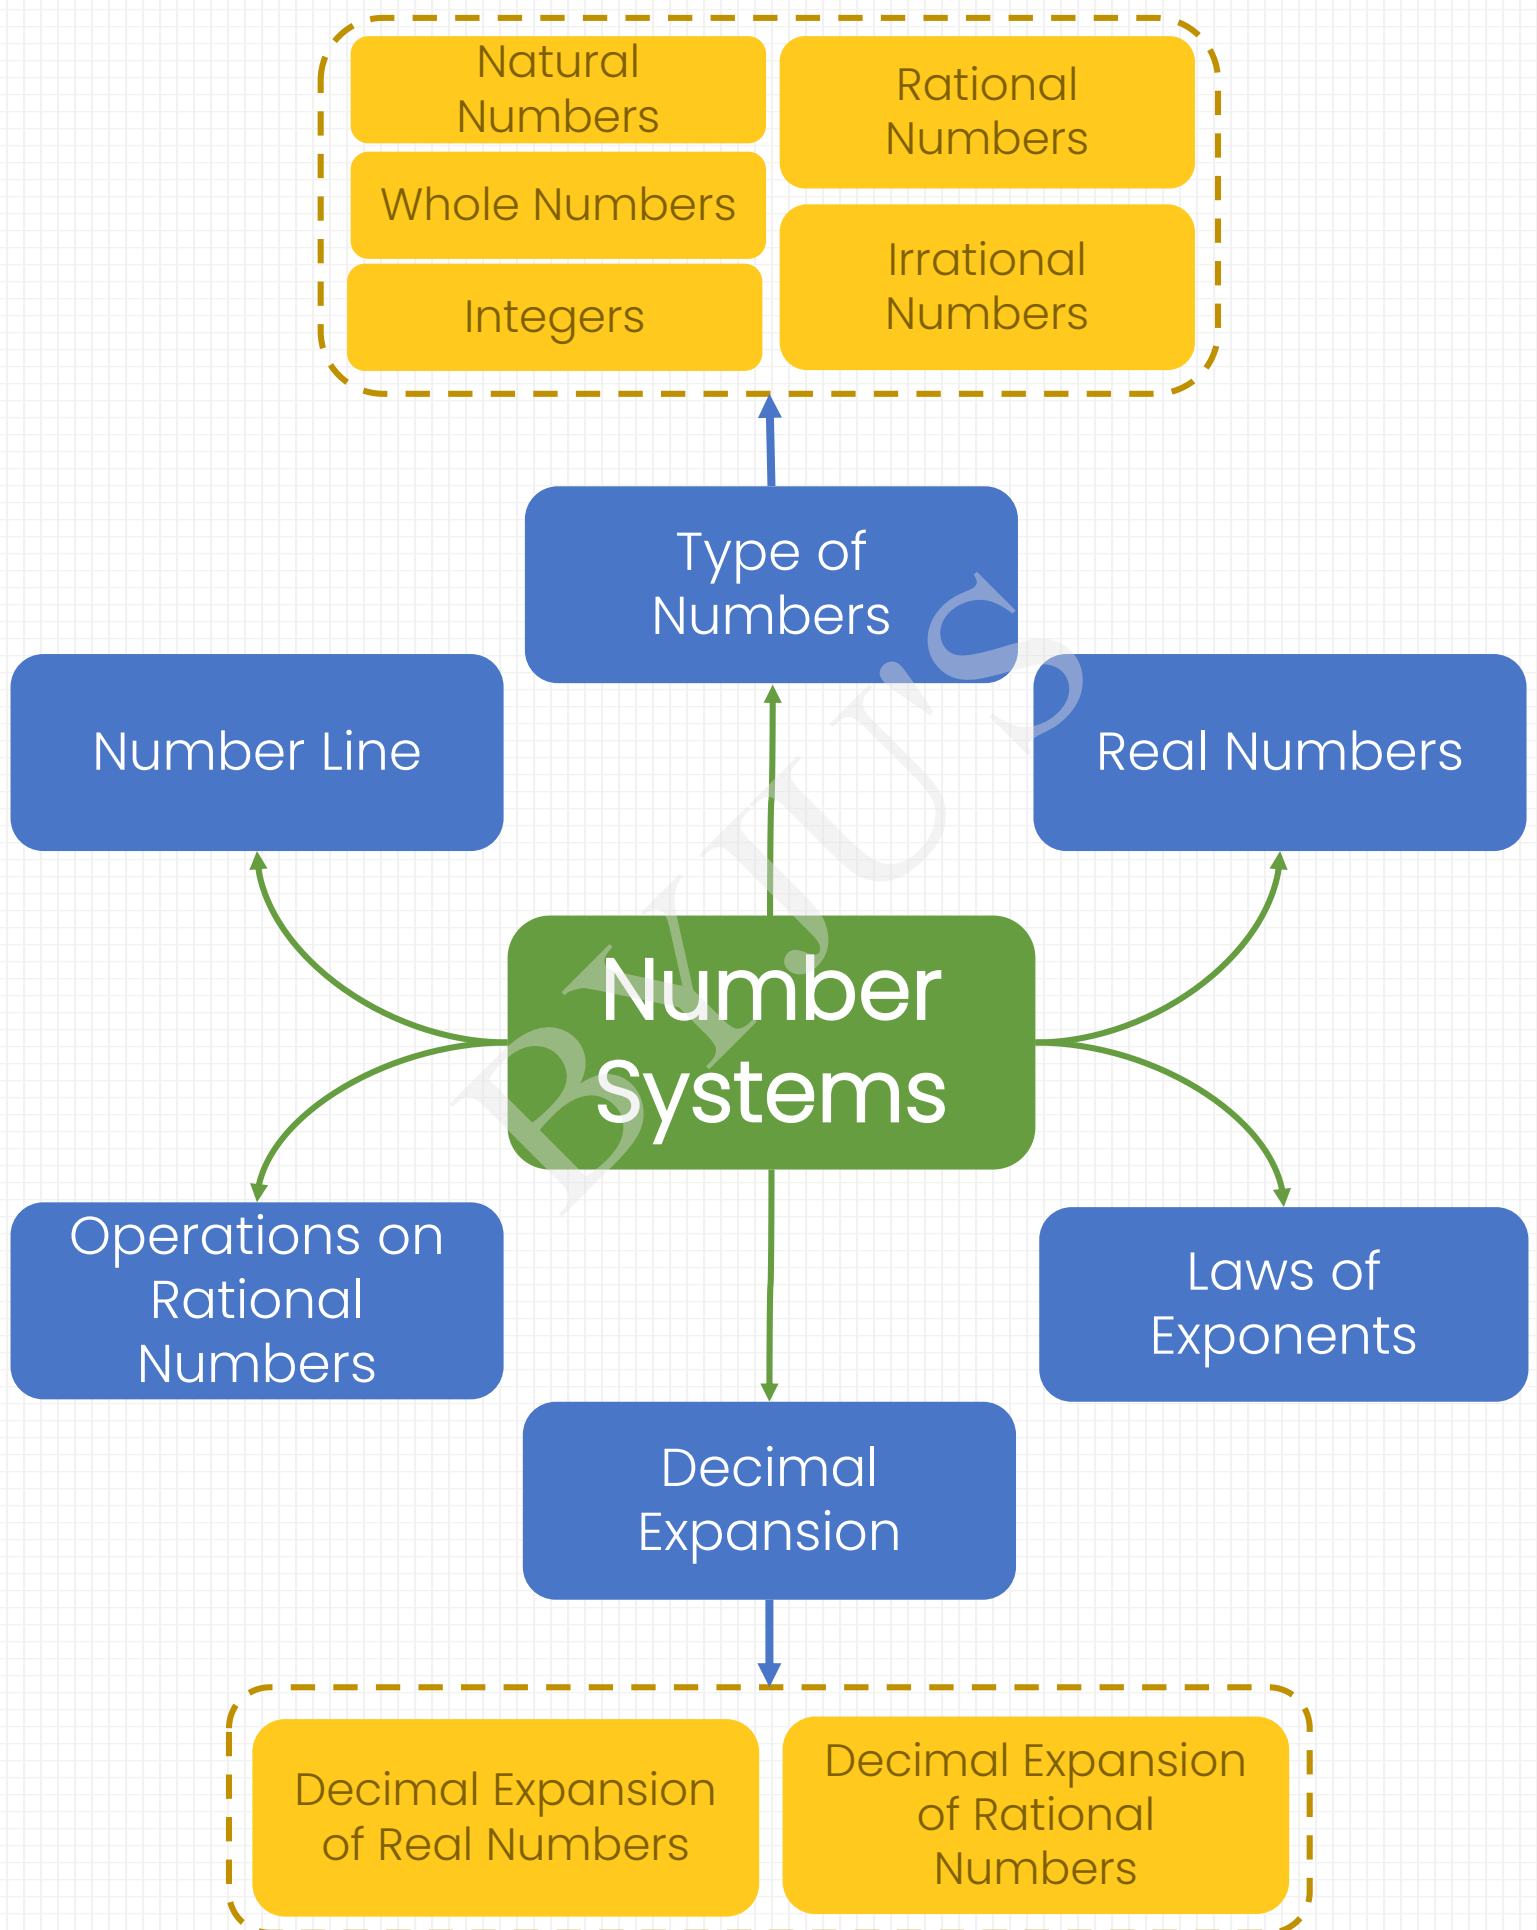 Natural
Numbers
Rational
Numbers
Whole Numbers
Irrational
Numbers
Integers
Type of
Numbers
Number Line
Real Numbers
Number
Systems
BYJU'S
Operations on
Rational
Numbers
Laws of
Exponents
Decimal
Expansion
Decimal Expansion
of Real Numbers
Decimal Expansion
of Rational
Numbers